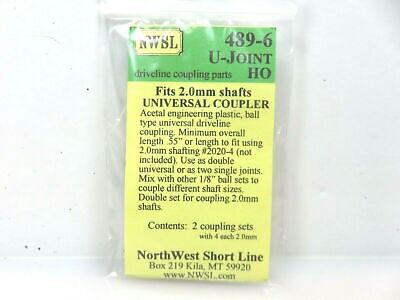 NWSL
489-6
U-JOINT
driveline coupling parts HO
Fits 2.0mm shafts
UNIVERSAL COUPLER
Acetal engineering plastic, ball
type universal driveline
coupling. Minimum overall
length .55" or length to fit using
2.0mm shafting #2020-4 (not
included). Use as double
universal or as two single joints.
Mix with other 1/8" ball sets to
couple different shaft sizes.
Double set for coupling 2.0mm
shafts.
Contents: 2 coupling sets
with 4 each 2.0mm
NorthWest Short Line
Box 219 Kila, MT 59920
www.NWSL.com